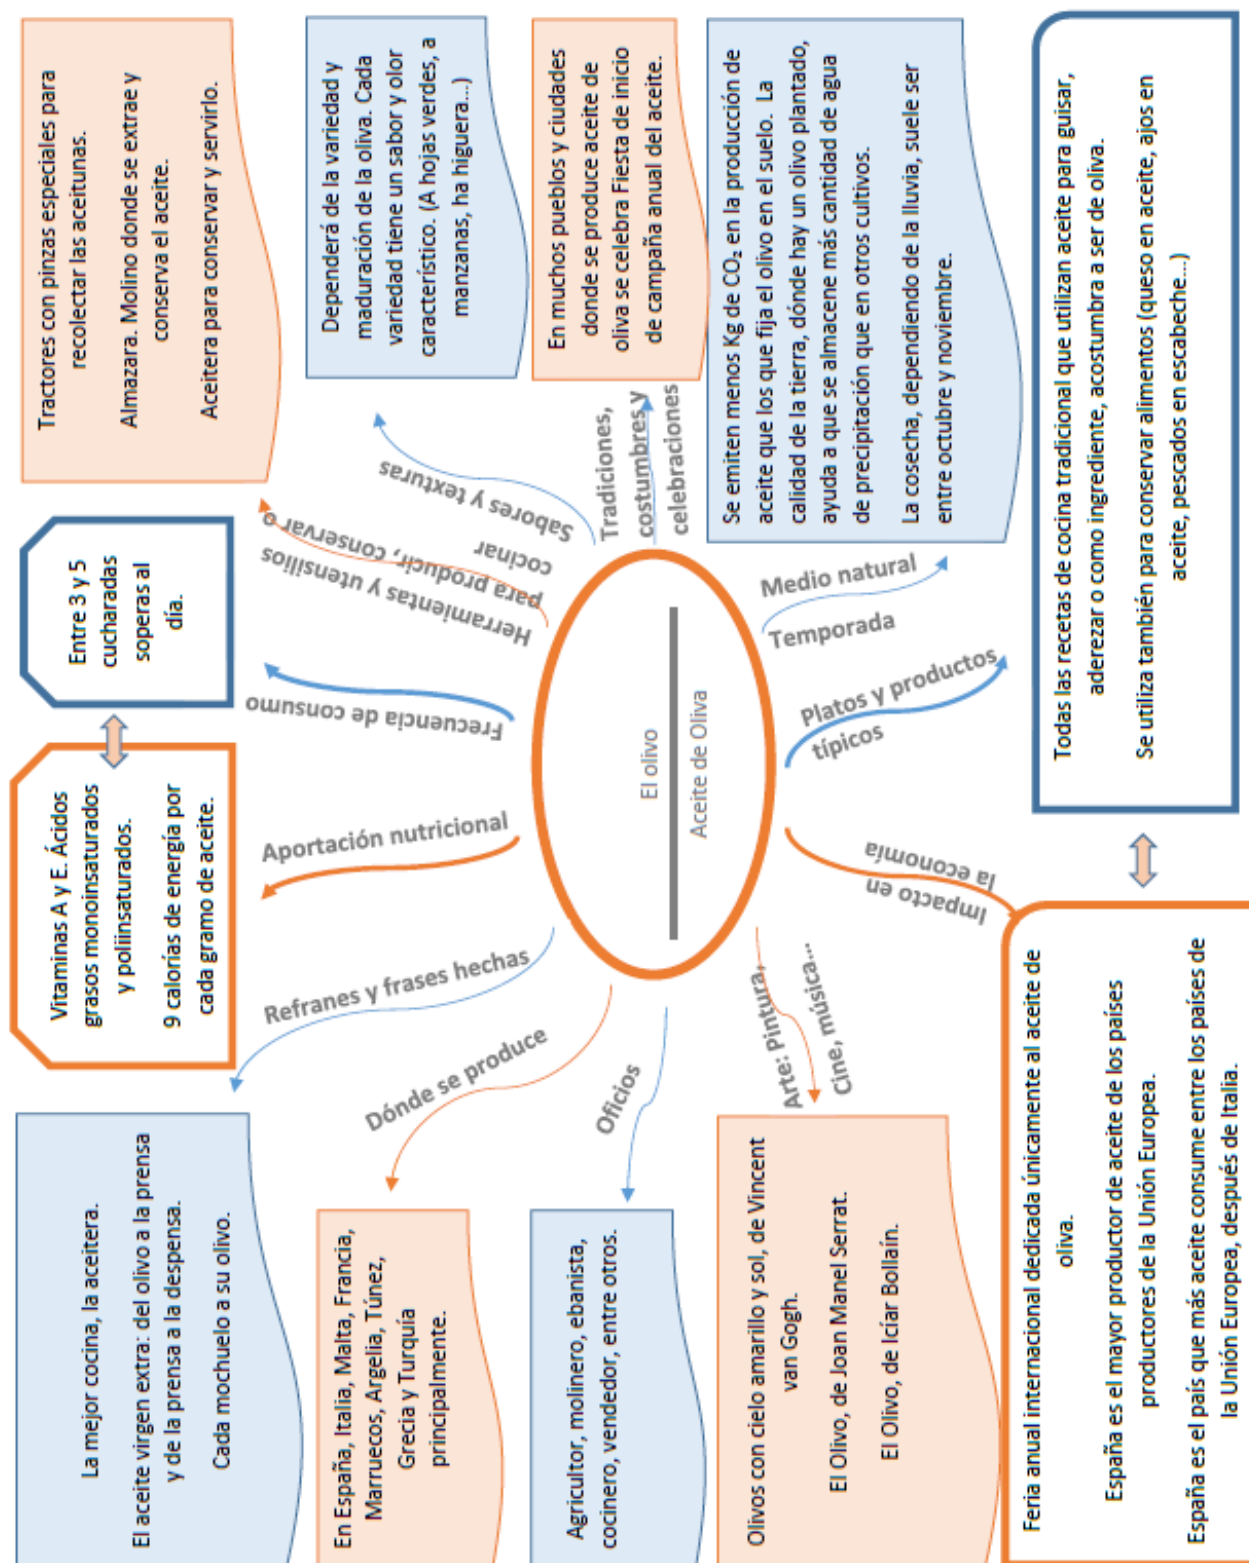 La mejor cocina, la aceitera.
El aceite virgen extra: del olivo a la prensa
y de la prensa a la despensa.
Cada mochuelo a su olivo.
Vitaminas A y E. Ácidos
grasos monoinsaturados
y poliinsaturados.
9 calorías de energía por
cada gramo de aceite.
Entre 3 y 5
cucharadas
soperas al
día.
Tractores con pinzas especiales para
recolectar las aceitunas.
Almazara. Molino donde se extrae y
conserva el aceite.
Aceitera para conservar y servirlo.
Refranes y frases hechas
Aportación nutricional
Frecuencia de consumo
Herramientas y utensilios
para producir, conservar o
cocinar
En España, Italia, Malta, Francia,
Marruecos, Argelia, Túnez,
Grecia y Turquía
principalmente.
Dónde se produce
Sabores y texturas
Dependerá de la variedad y
maduración de la oliva. Cada
variedad tiene un sabor y olor
característico. (A hojas verdes, a
manzanas, ha higuera...)
Agricultor, molinero, ebanista,
cocinero, vendedor, entre otros.
Oficios
El olivo
Aceite de Oliva
Tradiciones,
costumbres y
celebraciones
En muchos pueblos y ciudades
donde se produce aceite de
oliva se celebra Fiesta de inicio
de campaña anual del aceite.
Olivos con cielo amarillo y sol, de Vincent
van Gogh.
El Olivo, de Joan Manel Serrat.
El Olivo, de Icíar Bollaín.
Arte: Pintura,
Cine, música...
Impacto en
la economía
Platos y productos
típicos
Medio natural
Temporada
Se emiten menos Kg de CO₂ en la producción de
aceite que los que fija el olivo en el suelo. La
calidad de la tierra, dónde hay un olivo plantado,
ayuda a que se almacene más cantidad de agua
de precipitación que en otros cultivos.
La cosecha, dependiendo de la lluvia, suele ser
entre octubre y noviembre.
Feria anual internacional dedicada únicamente al aceite de
oliva.
España es el mayor productor de aceite de los países
productores de la Unión Europea.
España es el país que más aceite consume entre los países de
la Unión Europea, después de Italia.
Todas las recetas de cocina tradicional que utilizan aceite para guisar,
aderezar o como ingrediente, acostumbra a ser de oliva.
Se utiliza también para conservar alimentos (queso en aceite, ajos en
aceite, pescados en escabeche...)